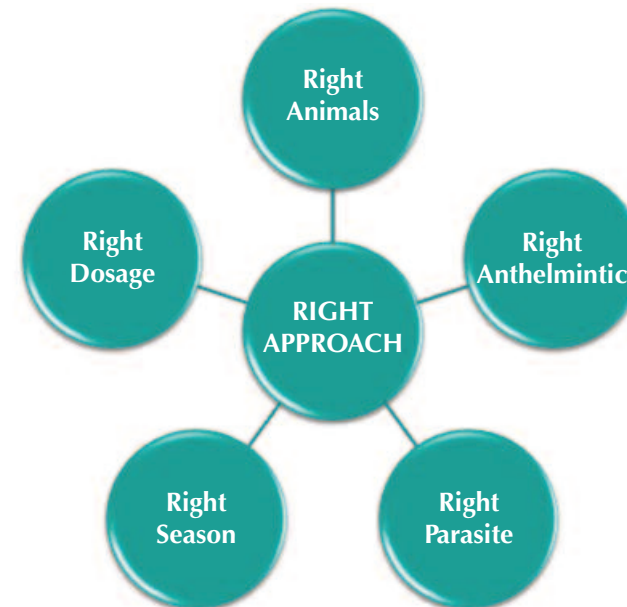 Right
Animals
Right
Dosage
Right
Anthelmintic
RIGHT
APPROACH
Right
Season
Right
Parasite